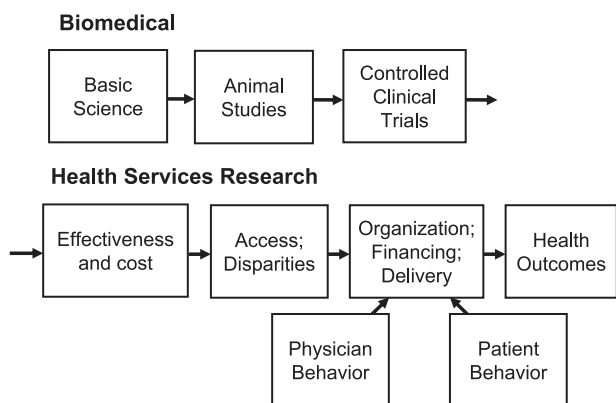 Biomedical
Basic
Science
Animal
Studies
Controlled
Clinical
Trials
Health Services Research
Effectiveness
and cost
Access;
Disparities
Organization;
Financing;
Delivery
Health
Outcomes
Physician
Behavior
Patient
Behavior